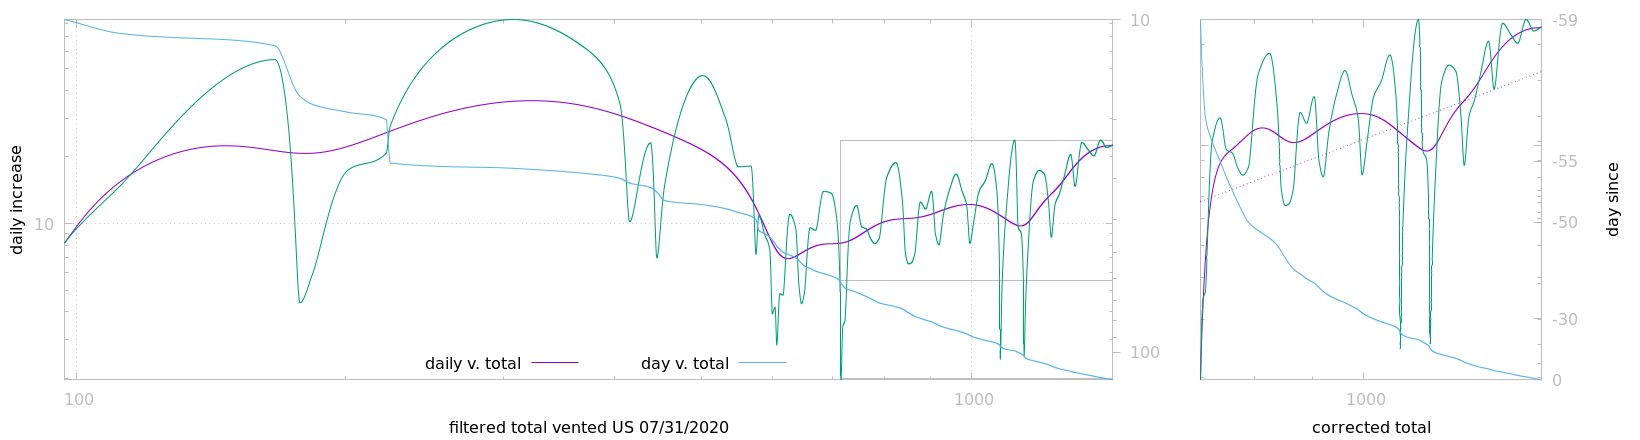 10
-59
daily increase
day since
-55
10
-50
-30
100
daily v. total
day v. total
0
100
1000
1000
filtered total vented US 07/31/2020
corrected total